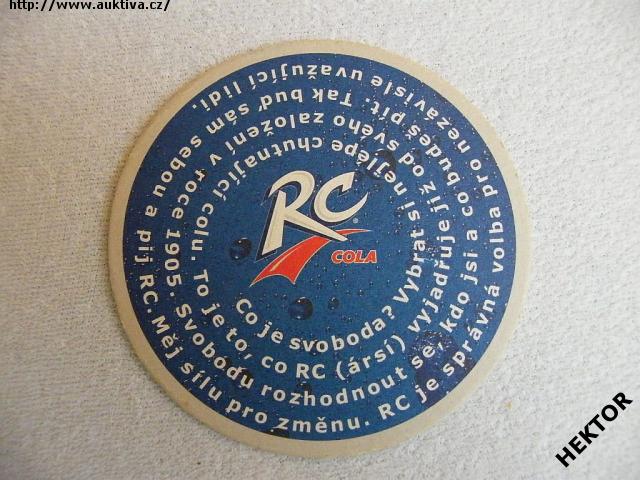 http://www.auktiva.cz/
RC
®
COLA
Co je svoboda? Vybrat si nejlépe chutnající colu. To je to, co RC (ársí) vyjadřuje již od svého založení v roce 1905. Svobodu rozhodnout se, kdo jsi a co budeš pít. Tak buď sám sebou a pij RC. Měj sílu pro změnu. RC je správná volba pro nezávisle uvažující lidi.
HEKTOR